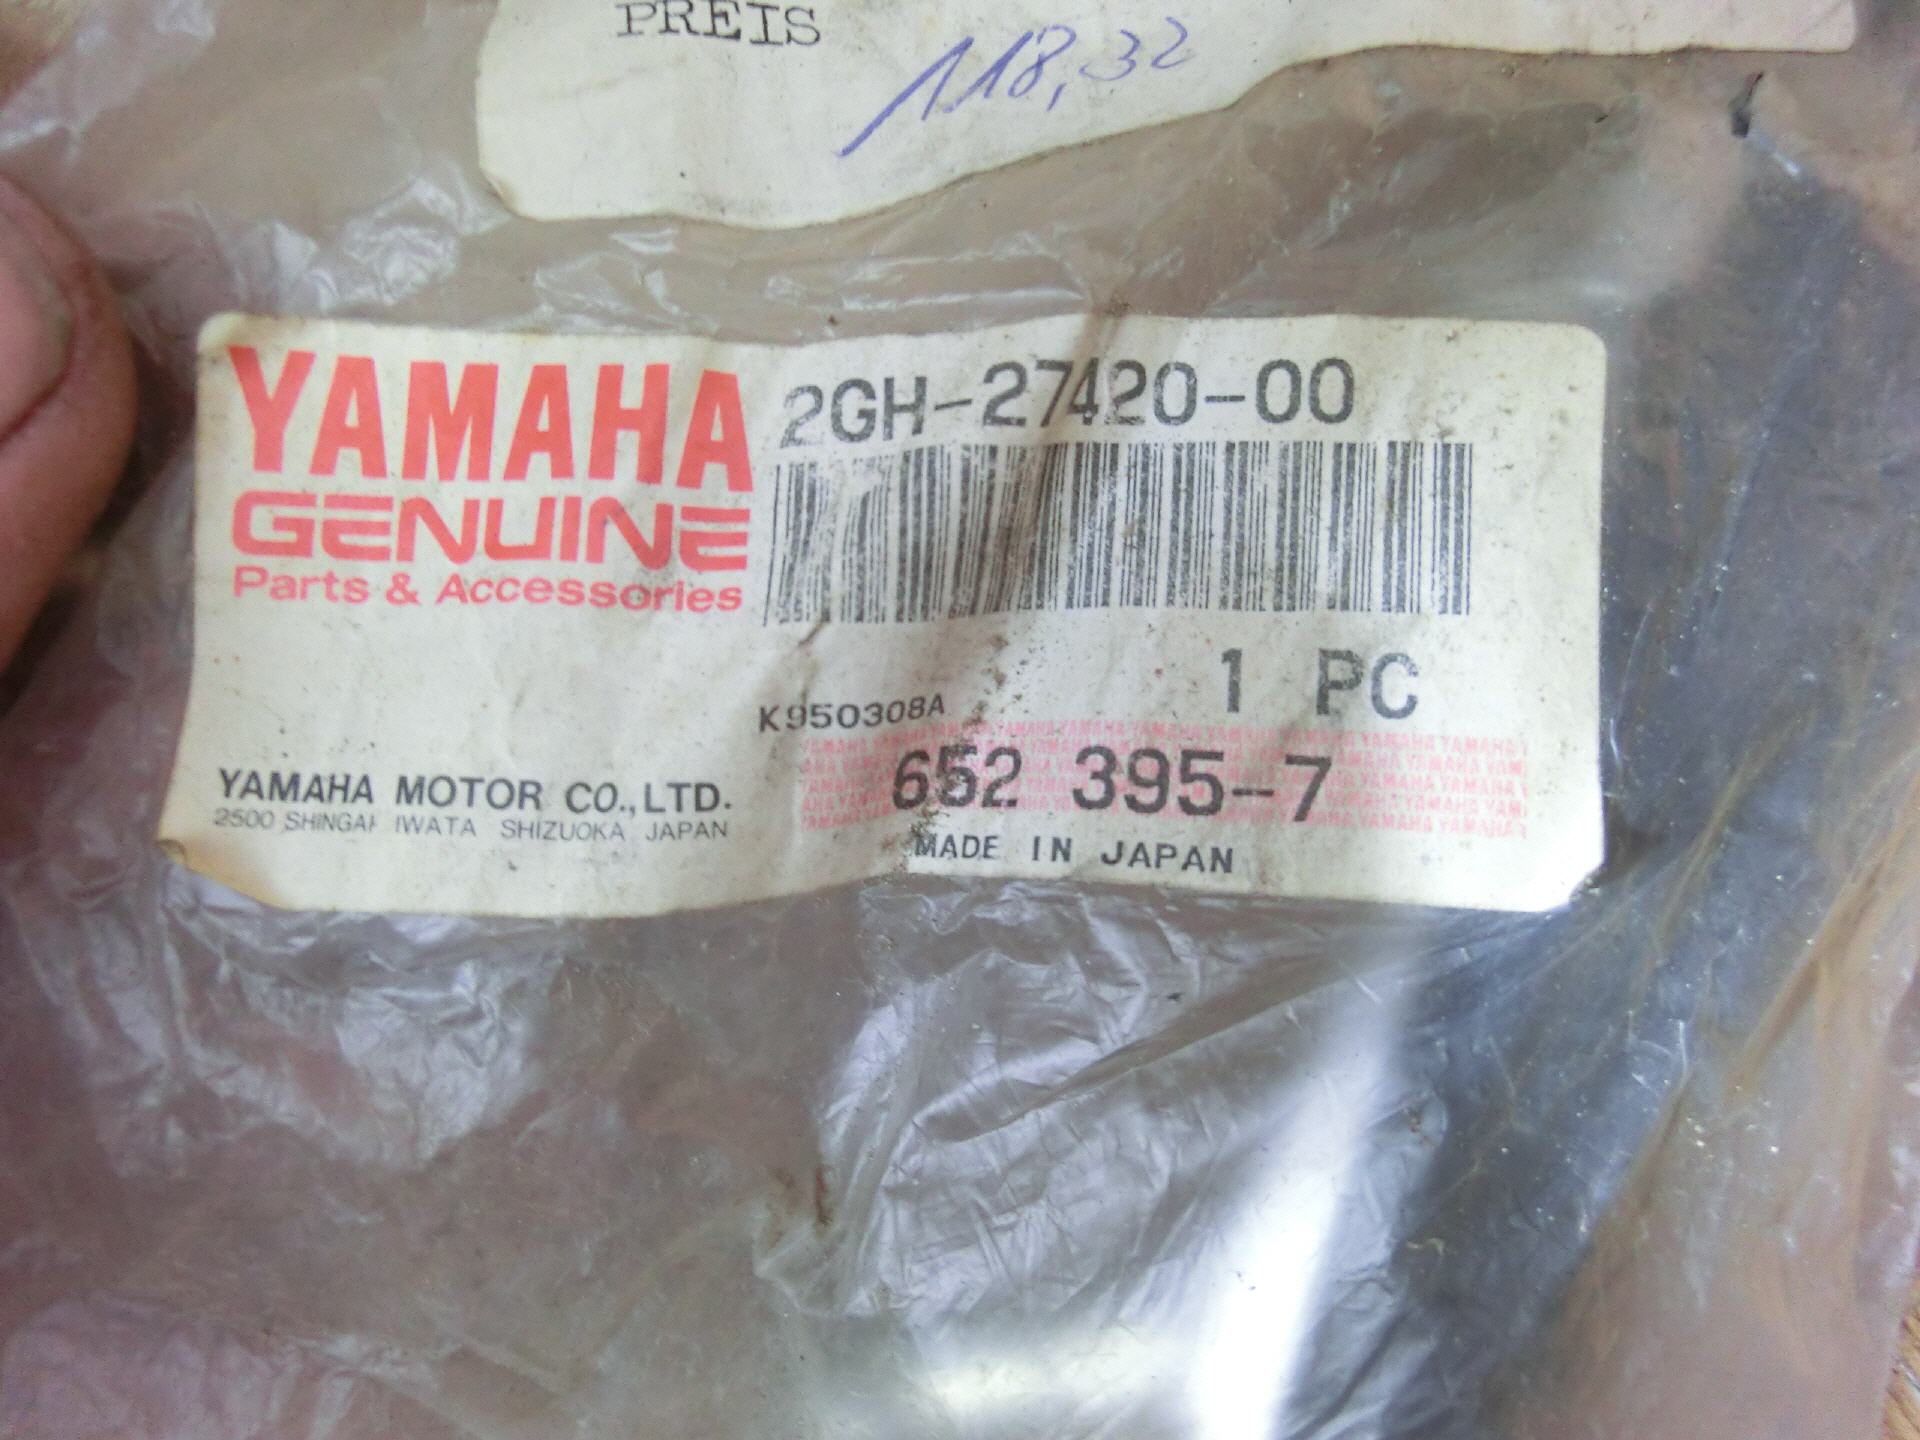 PREIS
118,32
YAMAHA
GENUINE
Parts & Accessories
2GH-27420-00
1 PC
K950308A
652 395-7
YAMAHA MOTOR CO., LTD.
2500 SHINGAI IWATA SHIZUOKA JAPAN
MADE IN JAPAN